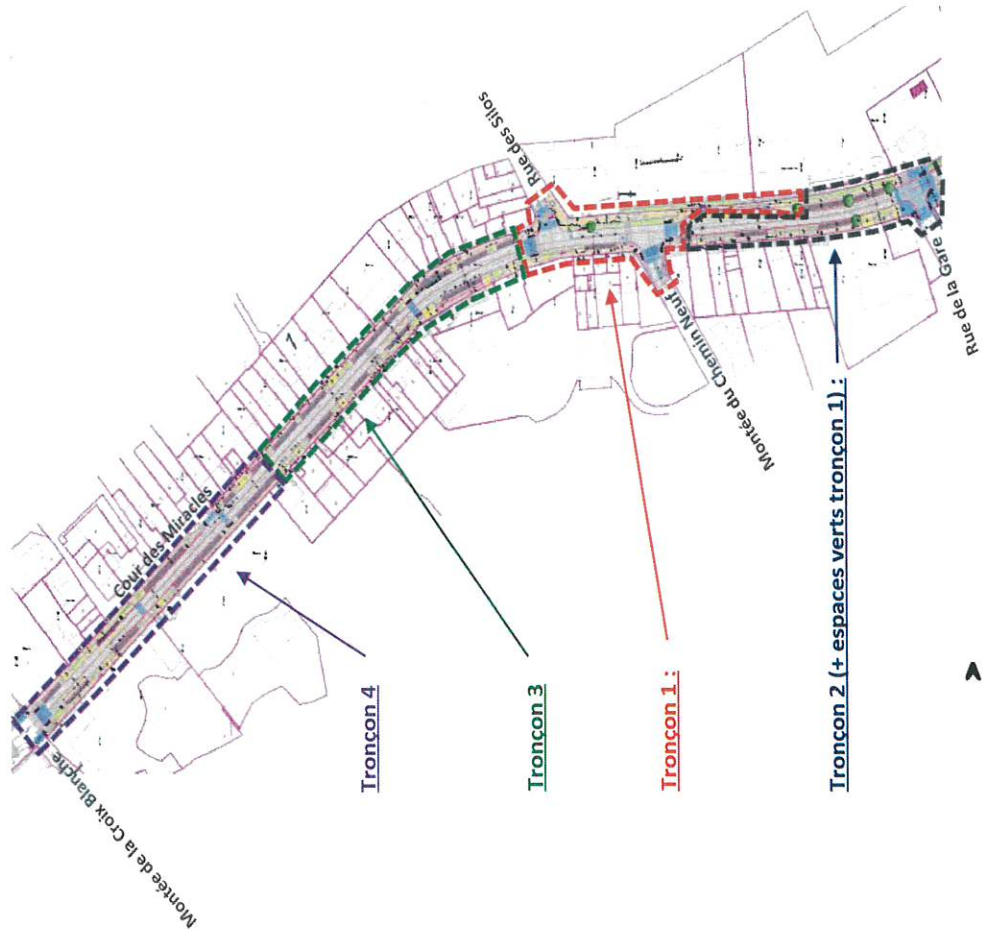 Montée de la Croix Blanche
Cour des Miracles
Rue des Silos
Montée du Chemin Neuf
Rue de la Gare
Tronçon 4
Tronçon 3
Tronçon 1 :
Tronçon 2 (+ espaces verts tronçon 1) :